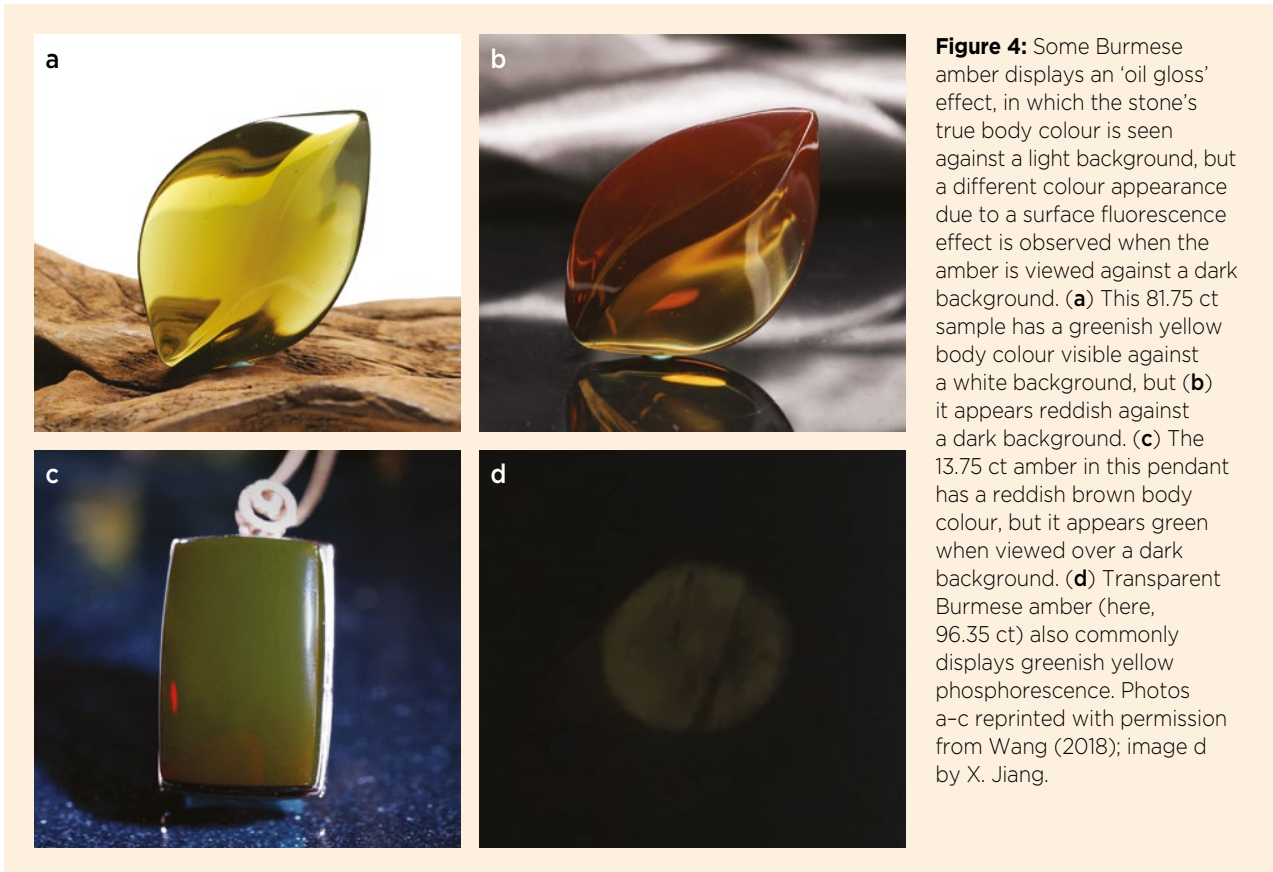 a
b
c
d
Figure 4: Some Burmese
amber displays an ‘oil gloss’
effect, in which the stone’s
true body colour is seen
against a light background, but
a different colour appearance
due to a surface fluorescence
effect is observed when the
amber is viewed against a dark
background. (a) This 81.75 ct
sample has a greenish yellow
body colour visible against
a white background, but (b)
it appears reddish against
a dark background. (c) The
13.75 ct amber in this pendant
has a reddish brown body
colour, but it appears green
when viewed over a dark
background. (d) Transparent
Burmese amber (here,
96.35 ct) also commonly
displays greenish yellow
phosphorescence. Photos
a–c reprinted with permission
from Wang (2018); image d
by X. Jiang.